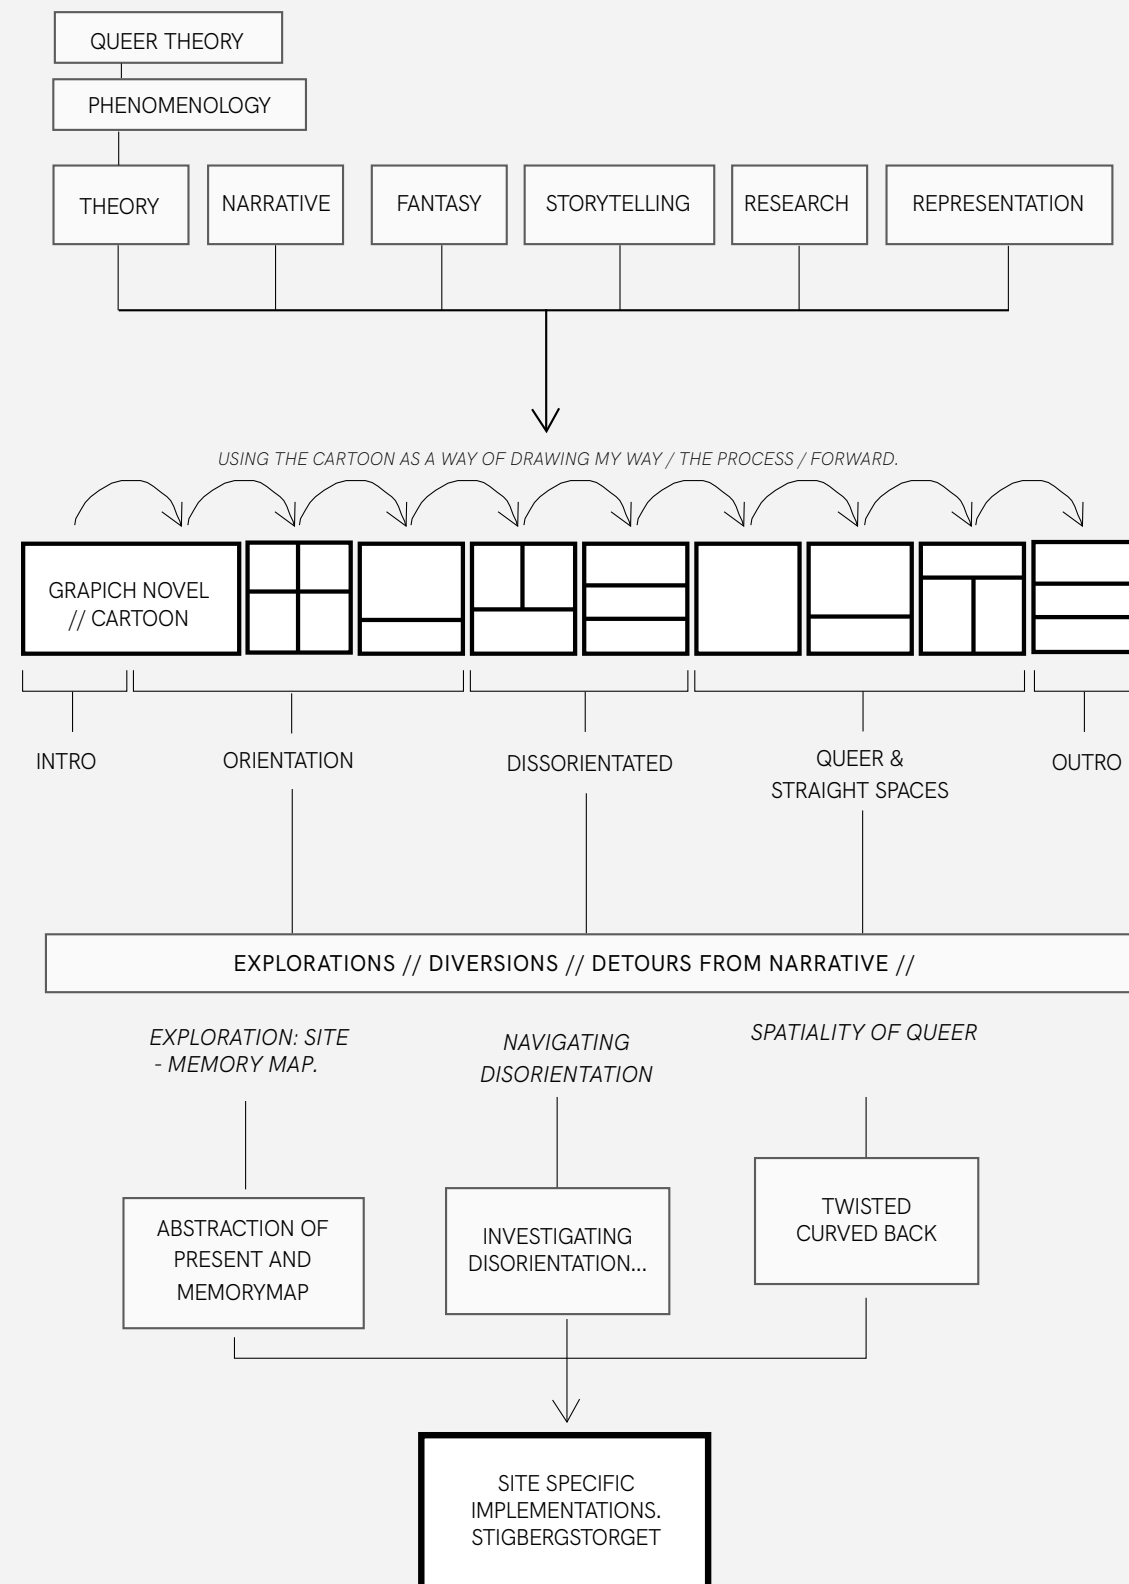 QUEER THEORY
PHENOMENOLOGY
THEORY
NARRATIVE
FANTASY
STORYTELLING
RESEARCH
REPRESENTATION
USING THE CARTOON AS A WAY OF DRAWING MY WAY / THE PROCESS / FORWARD.
GRAPICH NOVEL
// CARTOON
INTRO
ORIENTATION
DISSORIENTATED
QUEER &
STRAIGHT SPACES
OUTRO
EXPLORATIONS // DIVERSIONS // DETOURS FROM NARRATIVE //
EXPLORATION: SITE
- MEMORY MAP.
NAVIGATING
DISORIENTATION
SPATIALITY OF QUEER
ABSTRACTION OF
PRESENT AND
MEMORYMAP
INVESTIGATING
DISORIENTATION...
TWISTED
CURVED BACK
SITE SPECIFIC
IMPLEMENTATIONS.
STIGBERGSTORGET